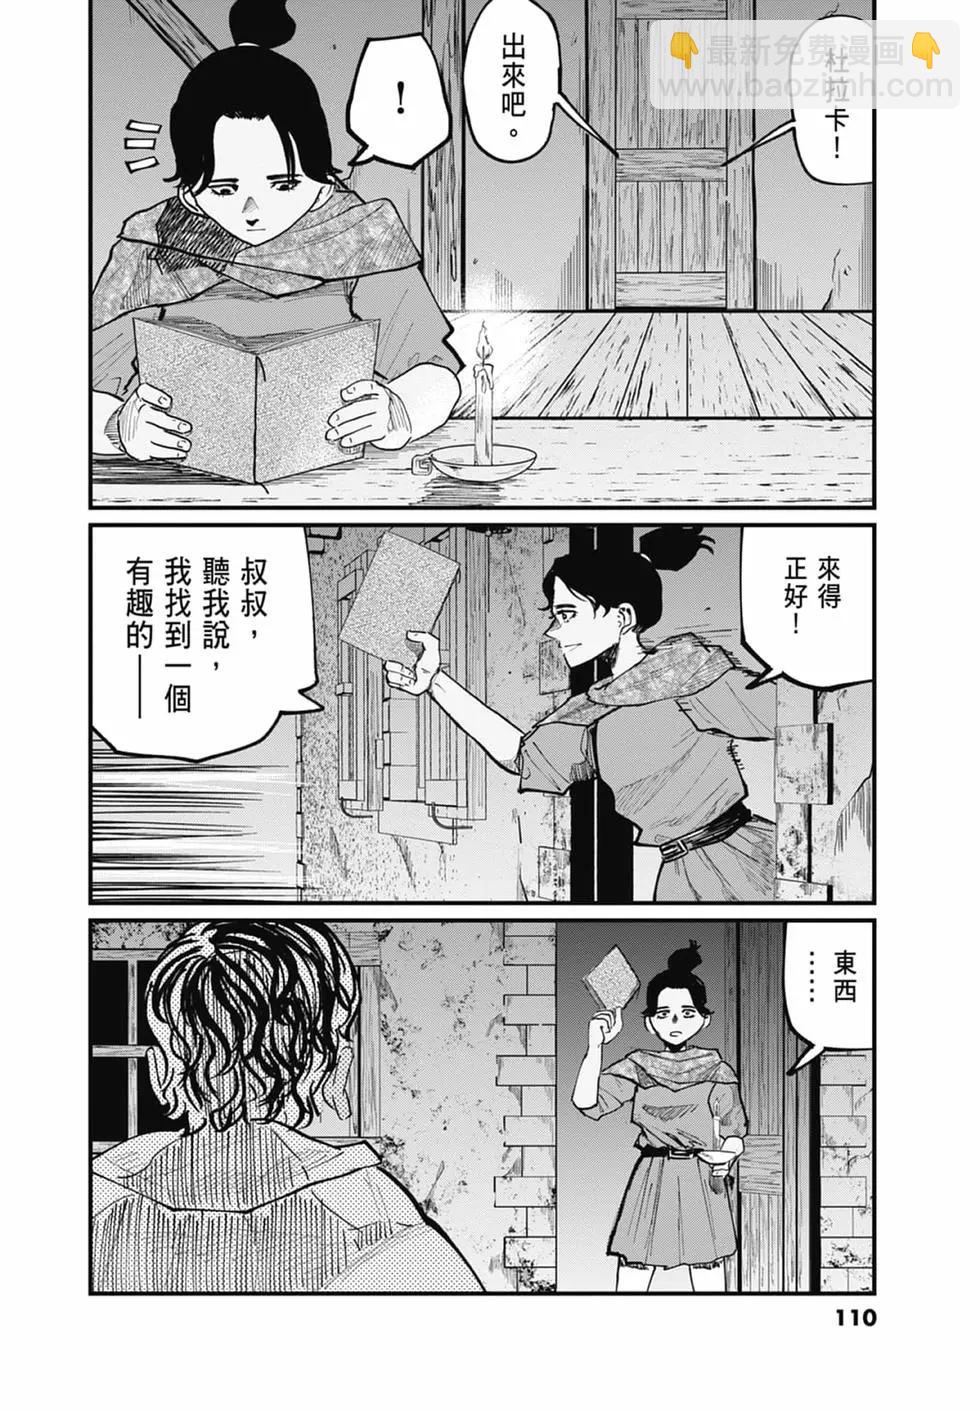 最新免費漫画
www.baozimh.com
杜拉卡！
出來吧。
！
來得
正好！
叔叔，
聽我說，
我找到一個
有趣的——
東西
……
110